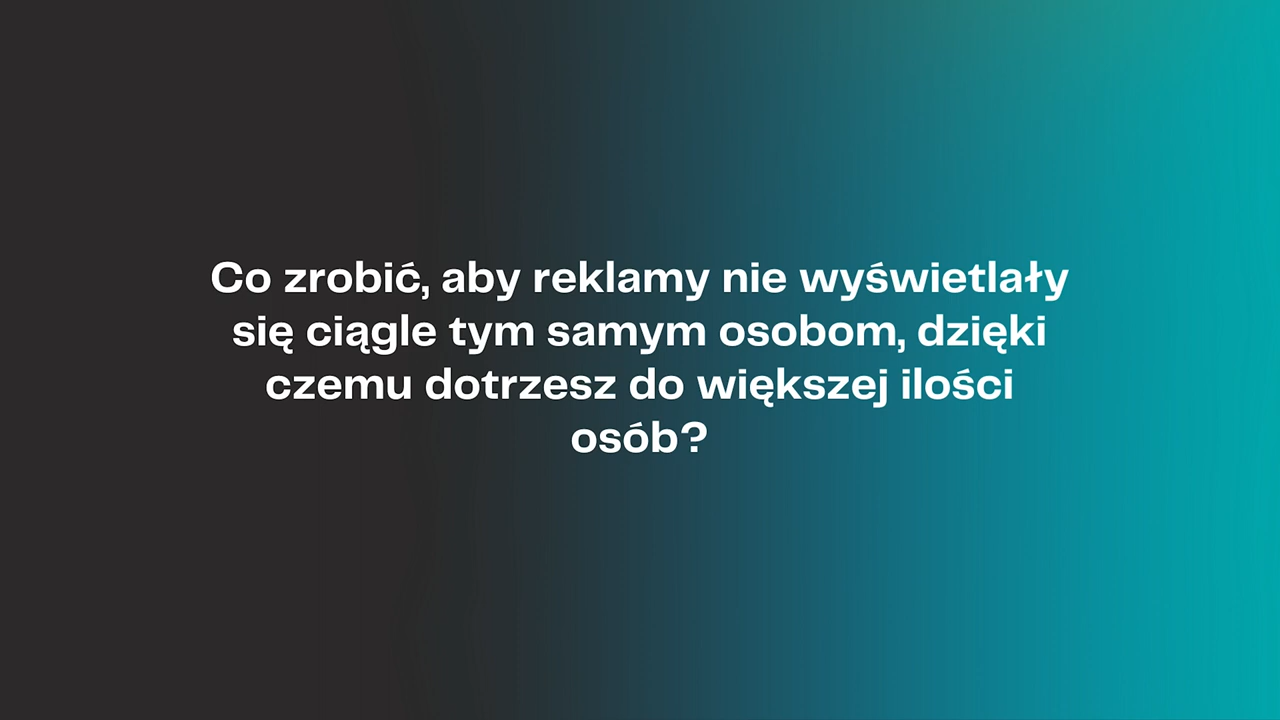 Co zrobić, aby reklamy nie wyświetlały
się ciągle tym samym osobom, dzięki
czemu dotrzesz do większej ilości
osób?